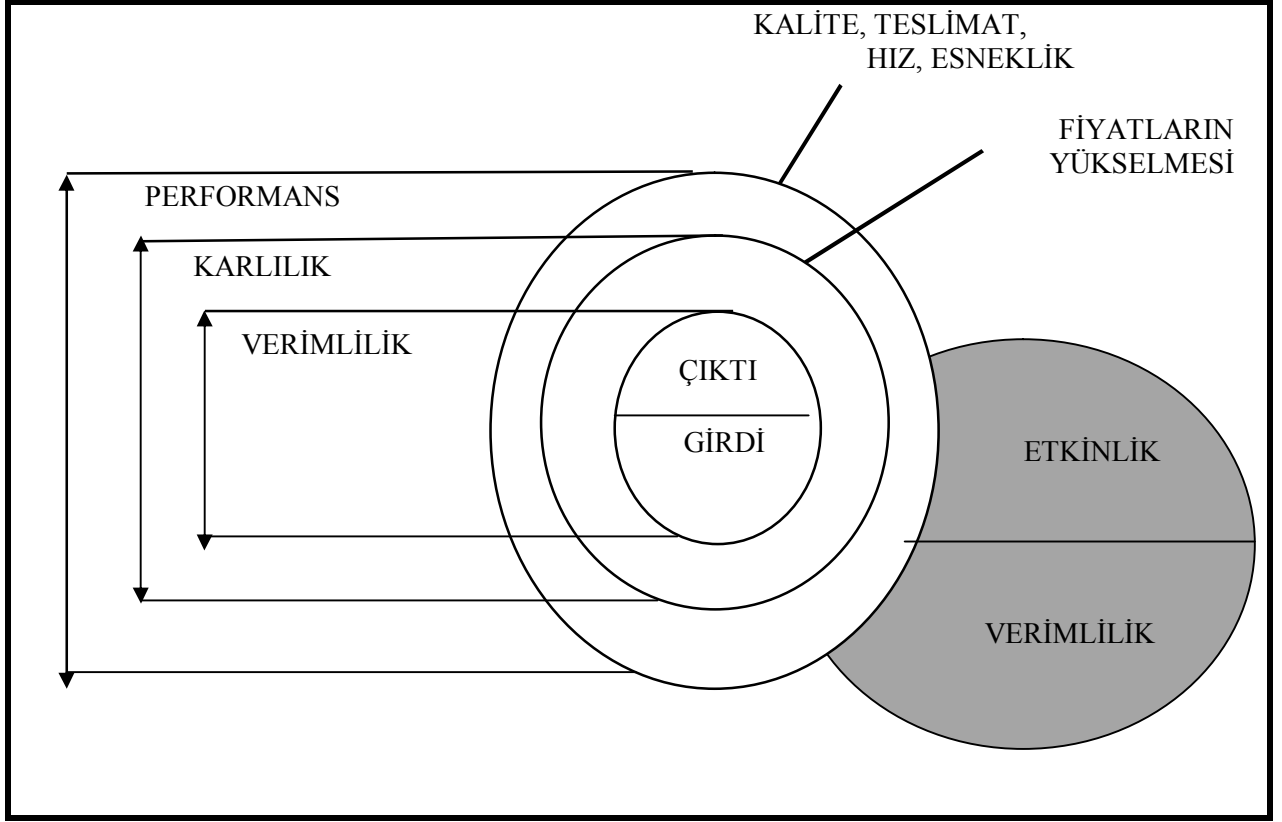 KALİTE, TESLİMAT,
HIZ, ESNEKLİK
FİYATLARIN
YÜKSELMESİ
PERFORMANS
KARLILIK
VERİMLİLİK
ÇIKTI
GİRDİ
ETKİNLİK
VERİMLİLİK